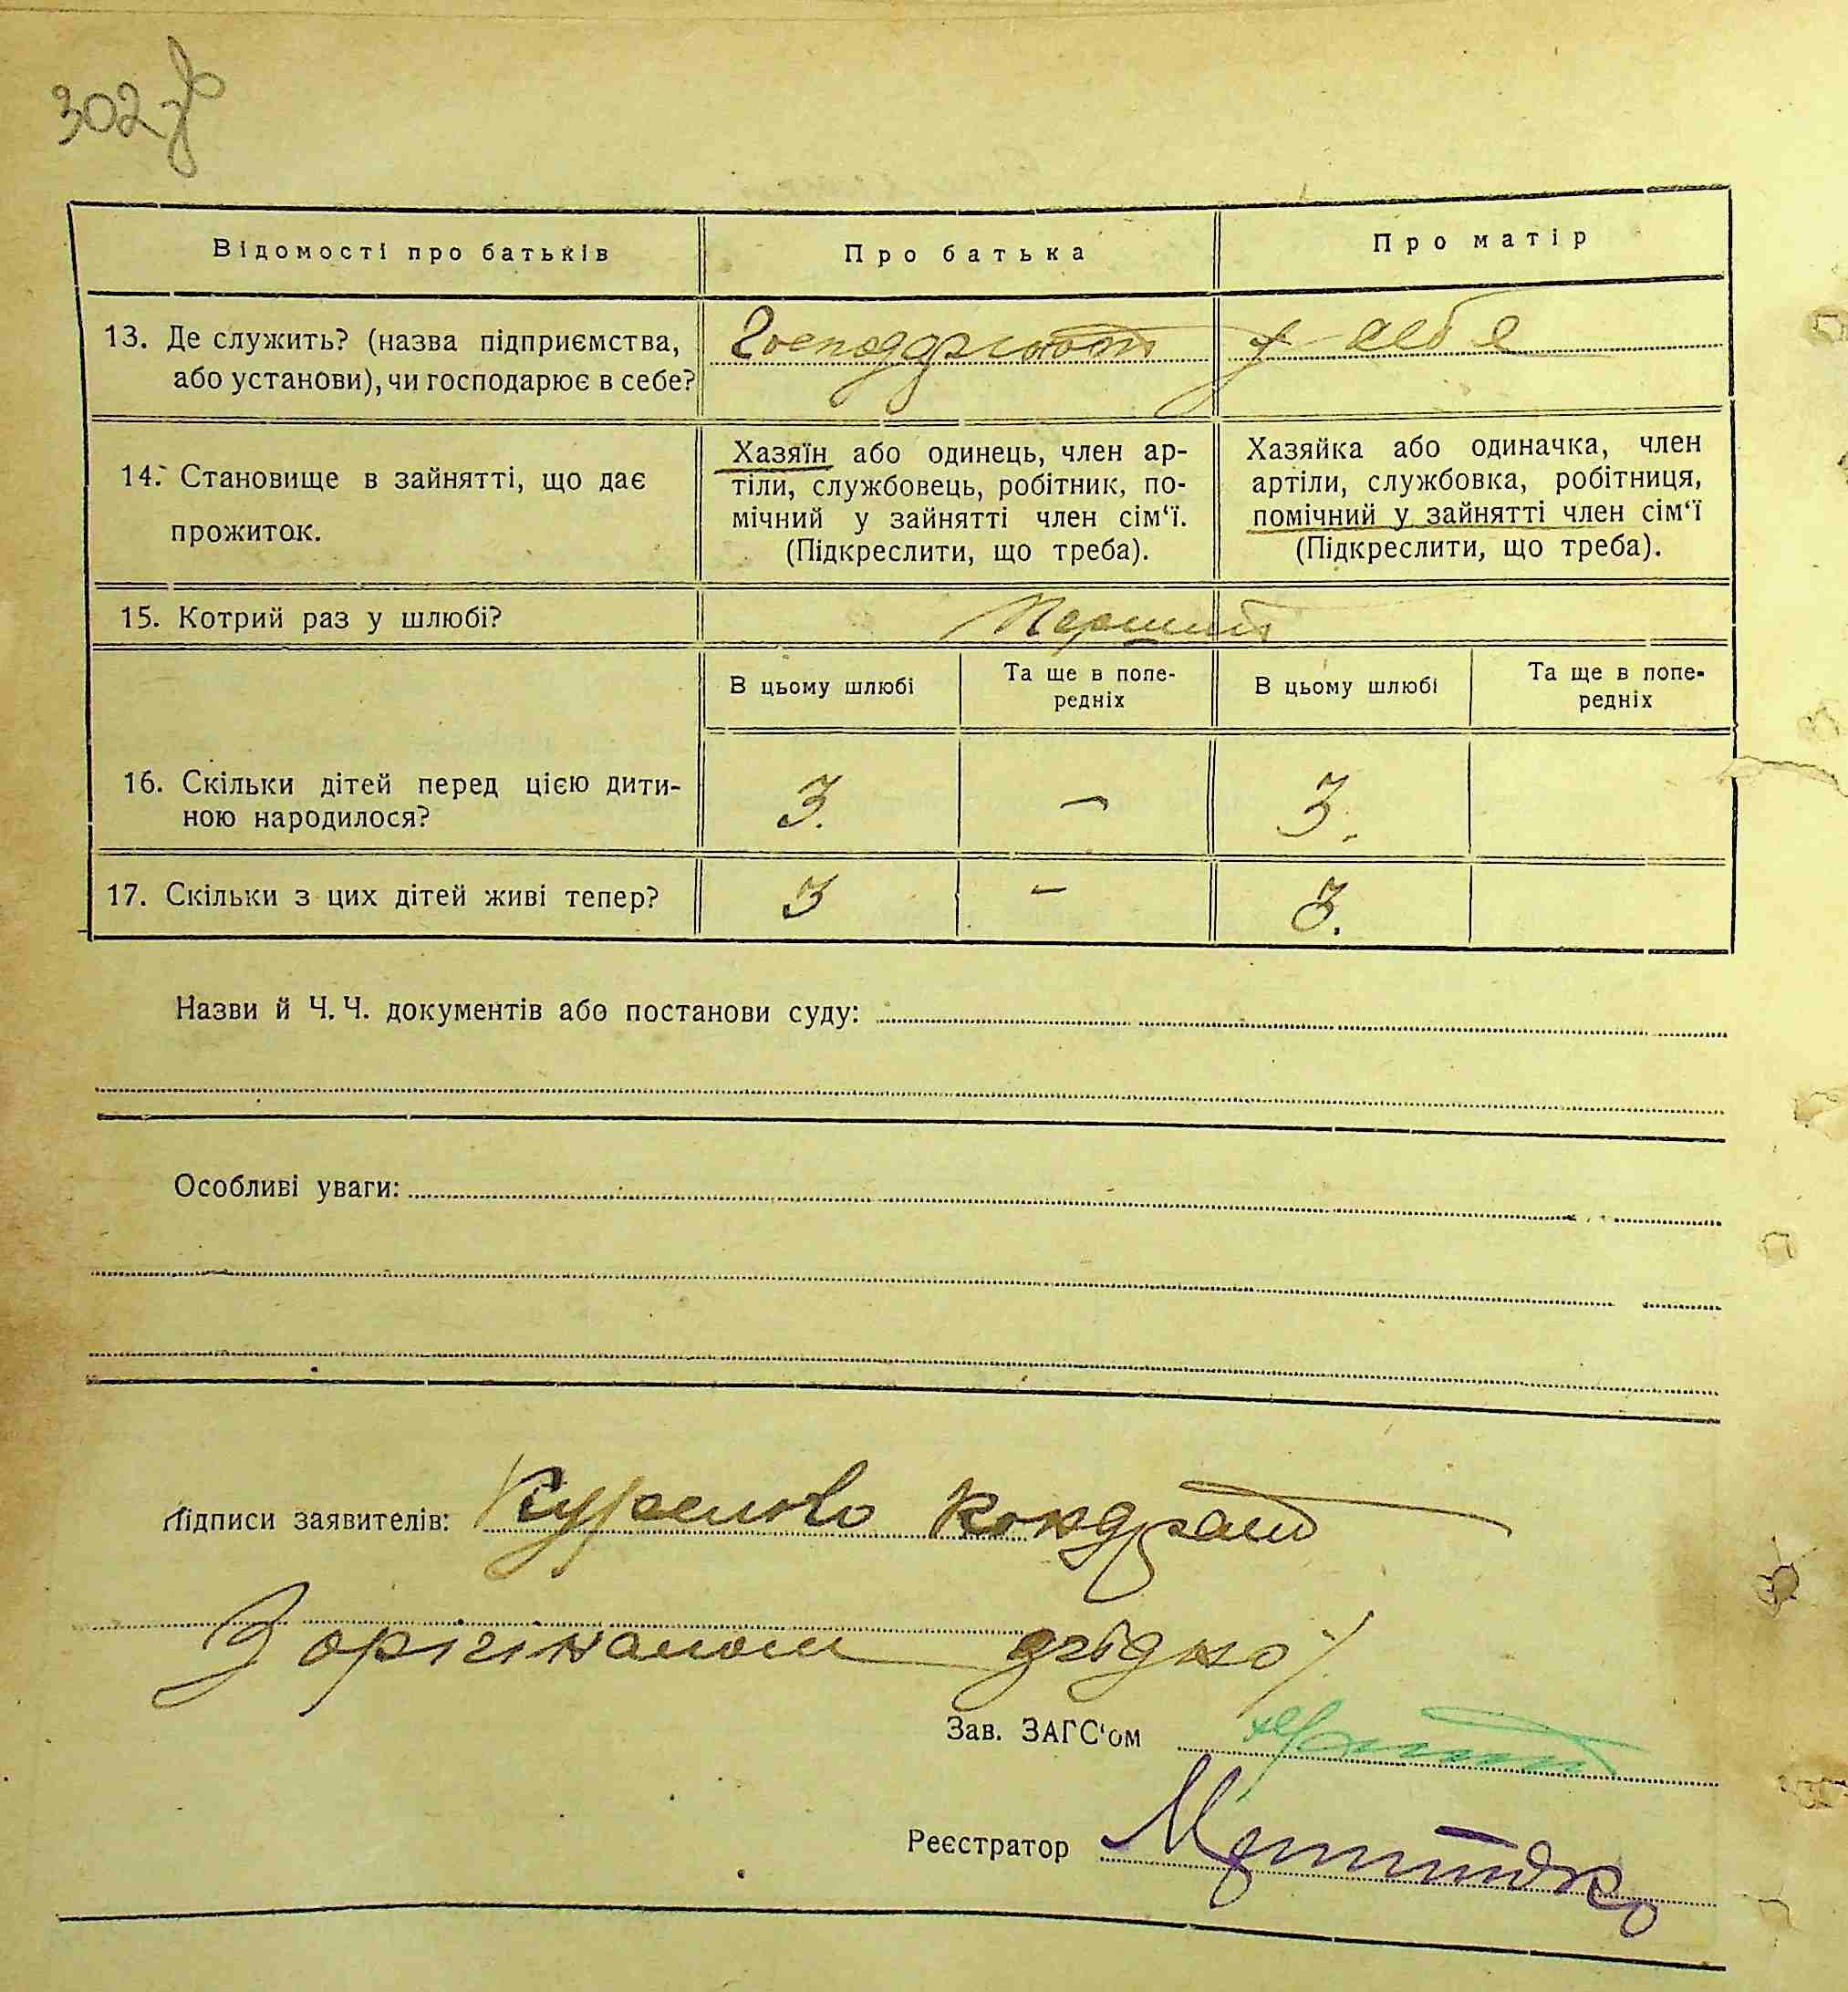 302 зв
Відомості про батьків
Про батька
Про матір
13. Де служить? (назва підприємства,
або установи), чи господарює в себе?
Господарюют у себе
14. Становище в зайнятті, що дає
прожиток.
Хазяїн або одинець, член ар-
тіли, службовець, робітник, по-
мічний у зайнятті член сім‘ї.
(Підкреслити, що треба).
Хазяйка або одиначка, член
артіли, службовка, робітниця,
помічний у зайнятті член сім‘ї
(Підкреслити, що треба).
15. Котрий раз у шлюбі?
Перший
В цьому шлюбі
Та ще в попе-
редніх
В цьому шлюбі
Та ще в попе-
редніх
16. Скільки дітей перед цією дити-
ною народилося?
3. – 3.
17. Скільки з цих дітей живі тепер?
3 – 3.
Назви й Ч. Ч. документів або постанови суду:
Особливі уваги:
Підписи заявителів: Кондрат
З орігіналом згідно
Зав. ЗАГС‘ом
Реєстратор